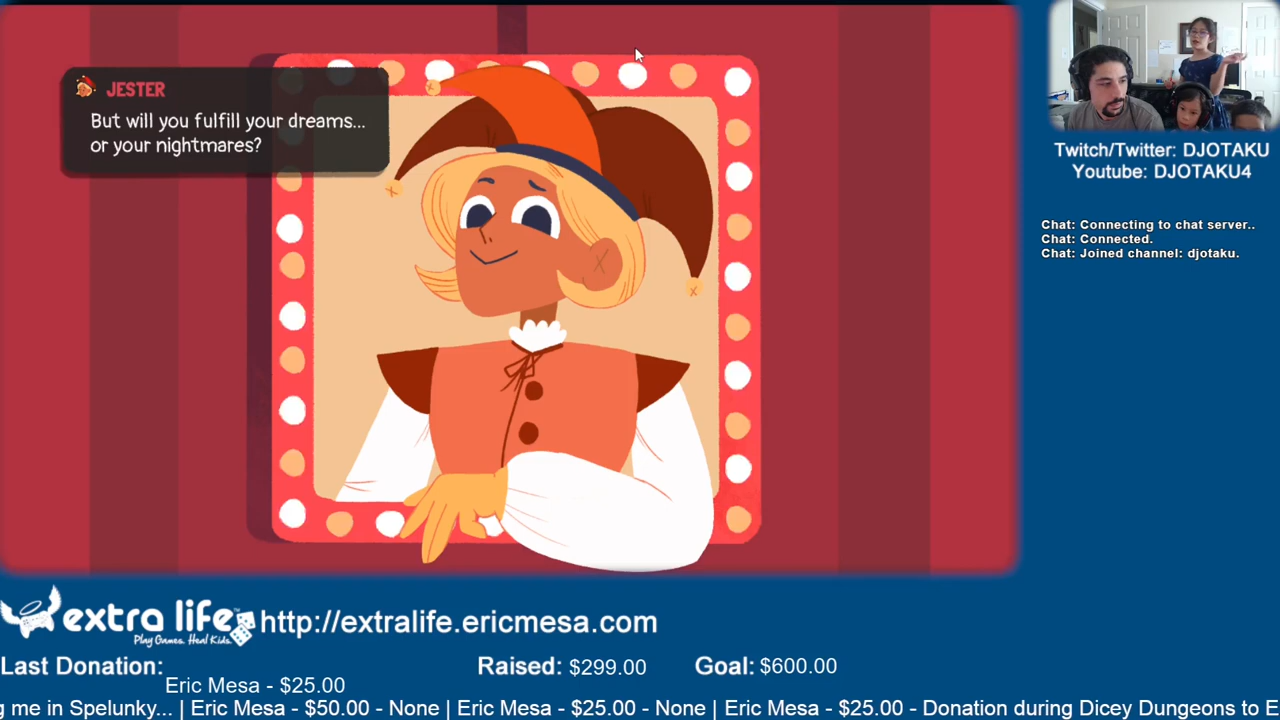 JESTER
But will you fulfill your dreams...
or your nightmares?
Twitch/Twitter: DJOTAKU
Youtube: DJOTAKU4
Chat: Connecting to chat server..
Chat: Connected.
Chat: Joined channel: djotaku.
extra life
Play Games. Heal Kids.
http://extralife.ericmesa.com
Last Donation:
Eric Mesa - $25.00
Raised: $299.00
Goal: $600.00
g me in Spelunky... | Eric Mesa - $50.00 - None | Eric Mesa - $25.00 - None | Eric Mesa - $25.00 - Donation during Dicey Dungeons to E